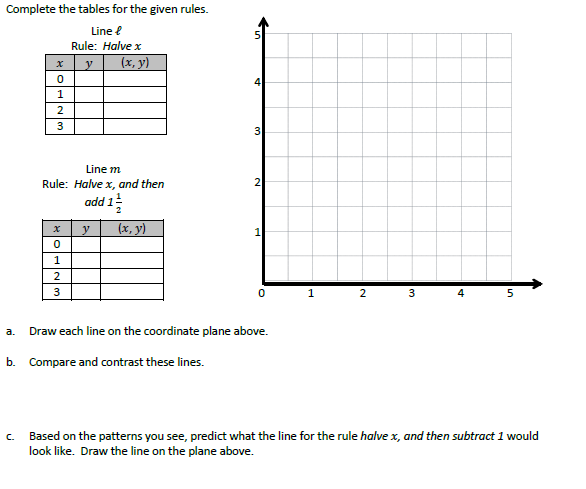 Complete the tables for the given rules.
Line ℓ
Rule: Halve x
x y (x, y)
0
1
2
3
Line m
Rule: Halve x, and then
add 1 1/2
x y (x, y)
0
1
2
3
5
4
3
2
1
0 1 2 3 4 5
a. Draw each line on the coordinate plane above.
b. Compare and contrast these lines.
c. Based on the patterns you see, predict what the line for the rule halve x, and then subtract 1 would
look like. Draw the line on the plane above.